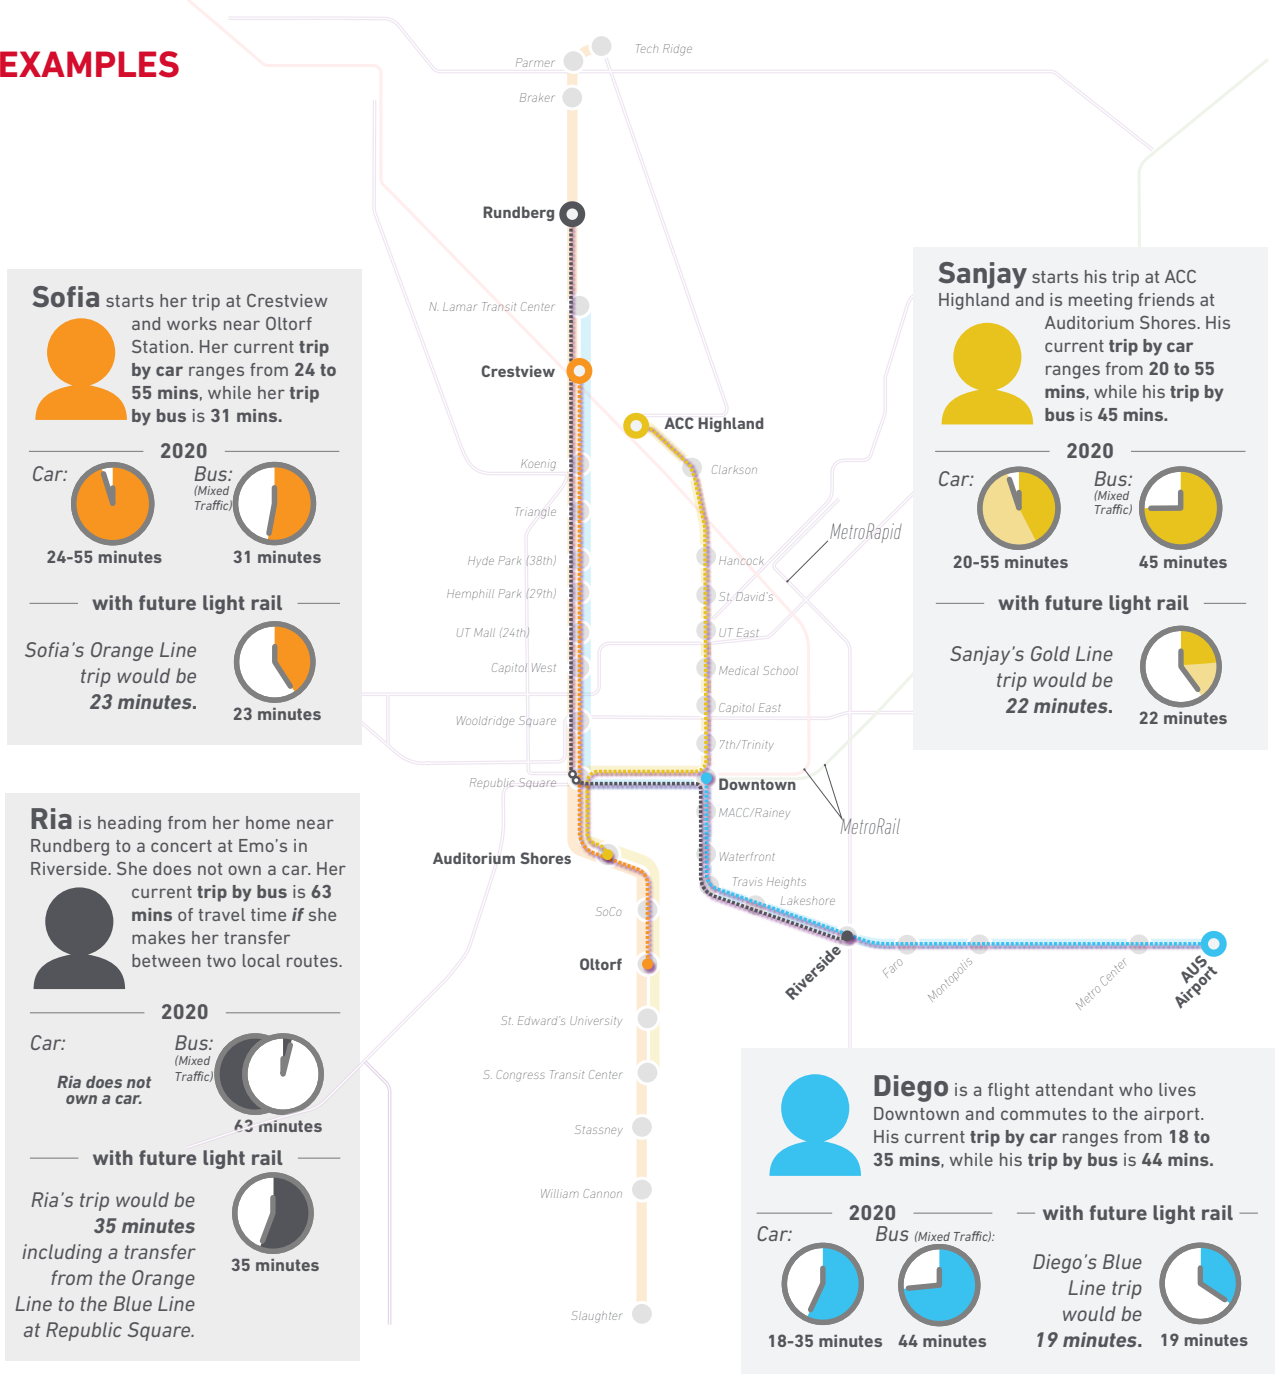 EXAMPLES
Tech Ridge
Parmer
Braker
Rundberg
N. Lamar Transit Center
Crestview
ACC Highland
Koenig
Clarkson
Triangle
MetroRapid
Hyde Park (38th)
Hancock
Hemphill Park (29th)
St. David's
UT Mall (24th)
UT East
Capitol West
Medical School
Capitol East
Wooldridge Square
7th/Trinity
Republic Square
Downtown
MACC/Rainey
MetroRail
Auditorium Shores
Waterfront
Travis Heights
Lakeshore
SoCo
Oltorf
Riverside
Faro
Montopolis
Metro Center
AUS
Airport
St. Edward's University
S. Congress Transit Center
Stassney
William Cannon
Slaughter
Sofia starts her trip at Crestview
and works near Oltorf
Station. Her current trip
by car ranges from 24 to
55 mins, while her trip
by bus is 31 mins.
2020
Car:
Bus:
(Mixed
Traffic)
24-55 minutes
31 minutes
with future light rail
Sofia's Orange Line
trip would be
23 minutes.
23 minutes
Sanjay starts his trip at ACC
Highland and is meeting friends at
Auditorium Shores. His
current trip by car
ranges from 20 to 55
mins, while his trip by
bus is 45 mins.
2020
Car:
Bus:
(Mixed
Traffic)
20-55 minutes
45 minutes
with future light rail
Sanjay's Gold Line
trip would be
22 minutes.
22 minutes
Ria is heading from her home near
Rundberg to a concert at Emo's in
Riverside. She does not own a car. Her
current trip by bus is 63
mins of travel time if she
makes her transfer
between two local routes.
2020
Car:
Bus:
(Mixed
Traffic)
Ria does not
own a car.
63 minutes
with future light rail
Ria's trip would be
35 minutes
including a transfer
from the Orange
Line to the Blue Line
at Republic Square.
35 minutes
Diego is a flight attendant who lives
Downtown and commutes to the airport.
His current trip by car ranges from 18 to
35 mins, while his trip by bus is 44 mins.
2020
Car:
Bus (Mixed Traffic):
18-35 minutes
44 minutes
with future light rail
Diego's Blue
Line trip
would be
19 minutes.
19 minutes